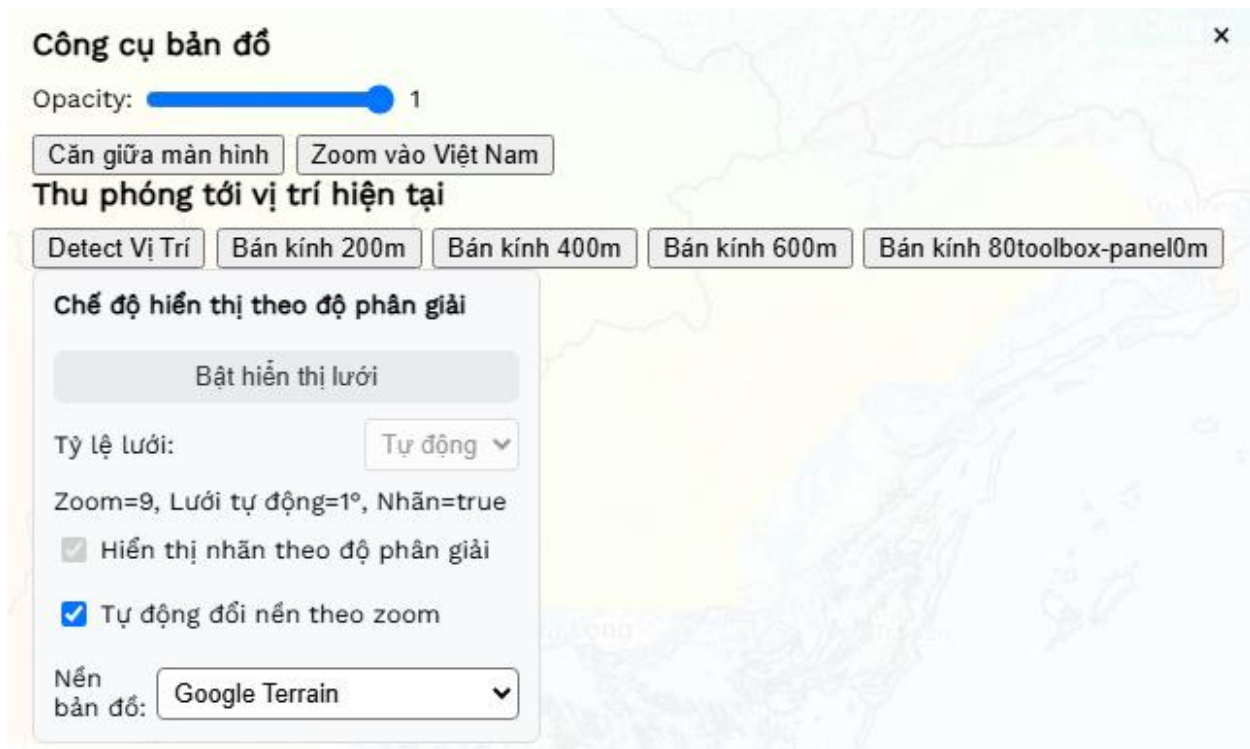 Công cụ bản đồ
×
Opacity: 1
Căn giữa màn hình Zoom vào Việt Nam
Thu phóng tới vị trí hiện tại
Detect Vị Trí Bán kính 200m Bán kính 400m Bán kính 600m Bán kính 80toolbox-panel0m
Chế độ hiển thị theo độ phân giải
Bật hiển thị lưới
Tỷ lệ lưới: Tự động
Zoom=9, Lưới tự động=1°, Nhãn=true
Hiển thị nhãn theo độ phân giải
Tự động đổi nền theo zoom
Nền
bản đồ: Google Terrain